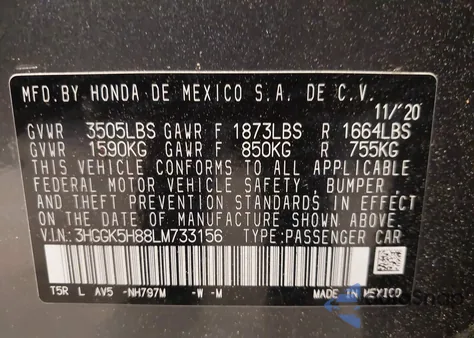 MFD.BY HONDA DE MEXICO S.A. DE C.V.
11/'20
GVWR 3505LBS GAWR F 1873LBS R 1664LBS
GVWR 1590KG GAWR F 850KG R 755KG
THIS VEHICLE CONFORMS TO ALL APPLICABLE
FEDERAL MOTOR VEHICLE SAFETY , BUMPER ,
AND THEFT PREVENTION STANDARDS IN EFFECT
ON THE DATE OF MANUFACTURE SHOWN ABOVE.
V.I.N.: 3HGGK5H88LM733156 TYPE:PASSENGER CAR
T5R L AV5 -NH797M -W -M MADE IN MEXICO